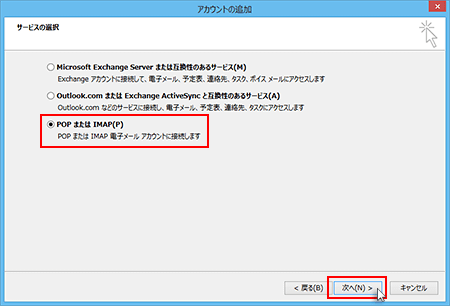 アカウントの追加
サービスの選択
Microsoft Exchange Server または互換性のあるサービス(M)
Exchange アカウントに接続して、電子メール、予定表、連絡先、タスク、ボイス メールにアクセスします
Outlook.com または Exchange ActiveSync と互換性のあるサービス(A)
Outlook.com などのサービスに接続し、電子メール、予定表、連絡先、タスクにアクセスします
POP または IMAP(P)
POP または IMAP 電子メール アカウントに接続します
< 戻る(B)
次へ(N) >
キャンセル